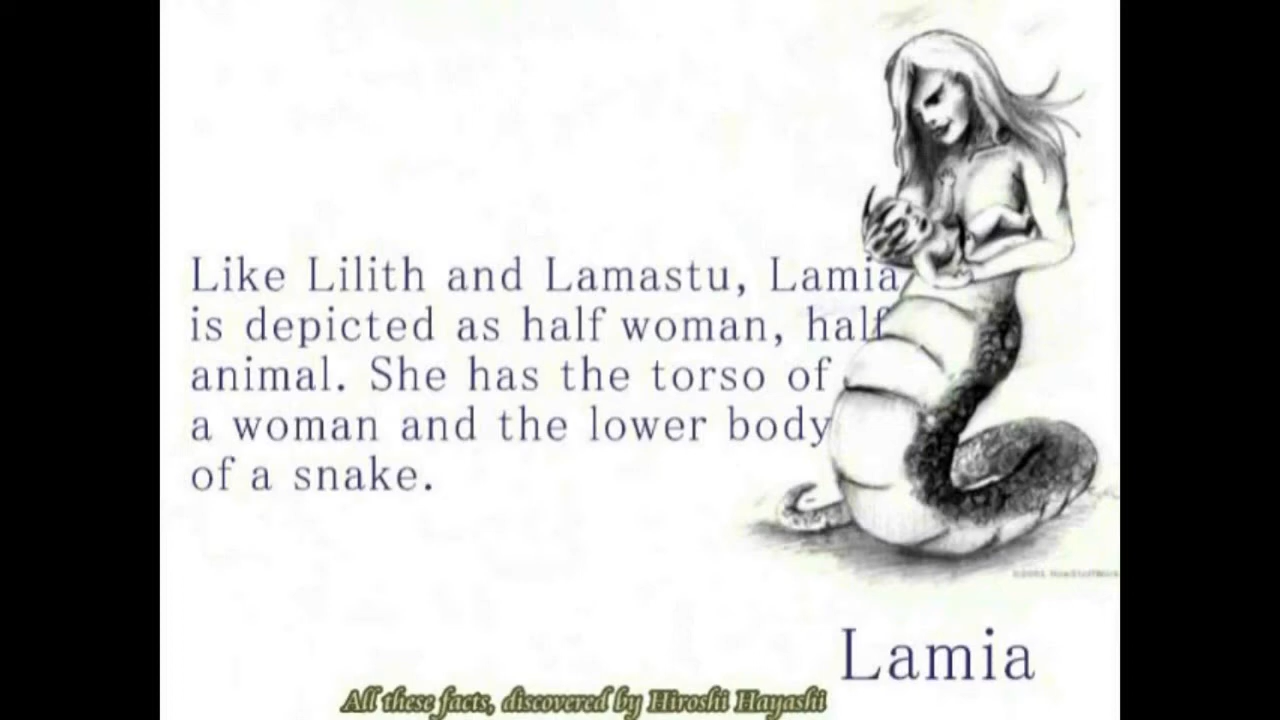 Like Lilith and Lamastu, Lamia
is depicted as half woman, half
animal. She has the torso of
a woman and the lower body
of a snake.
Lamia
All these facts, discovered by Hiroshi Hayashi